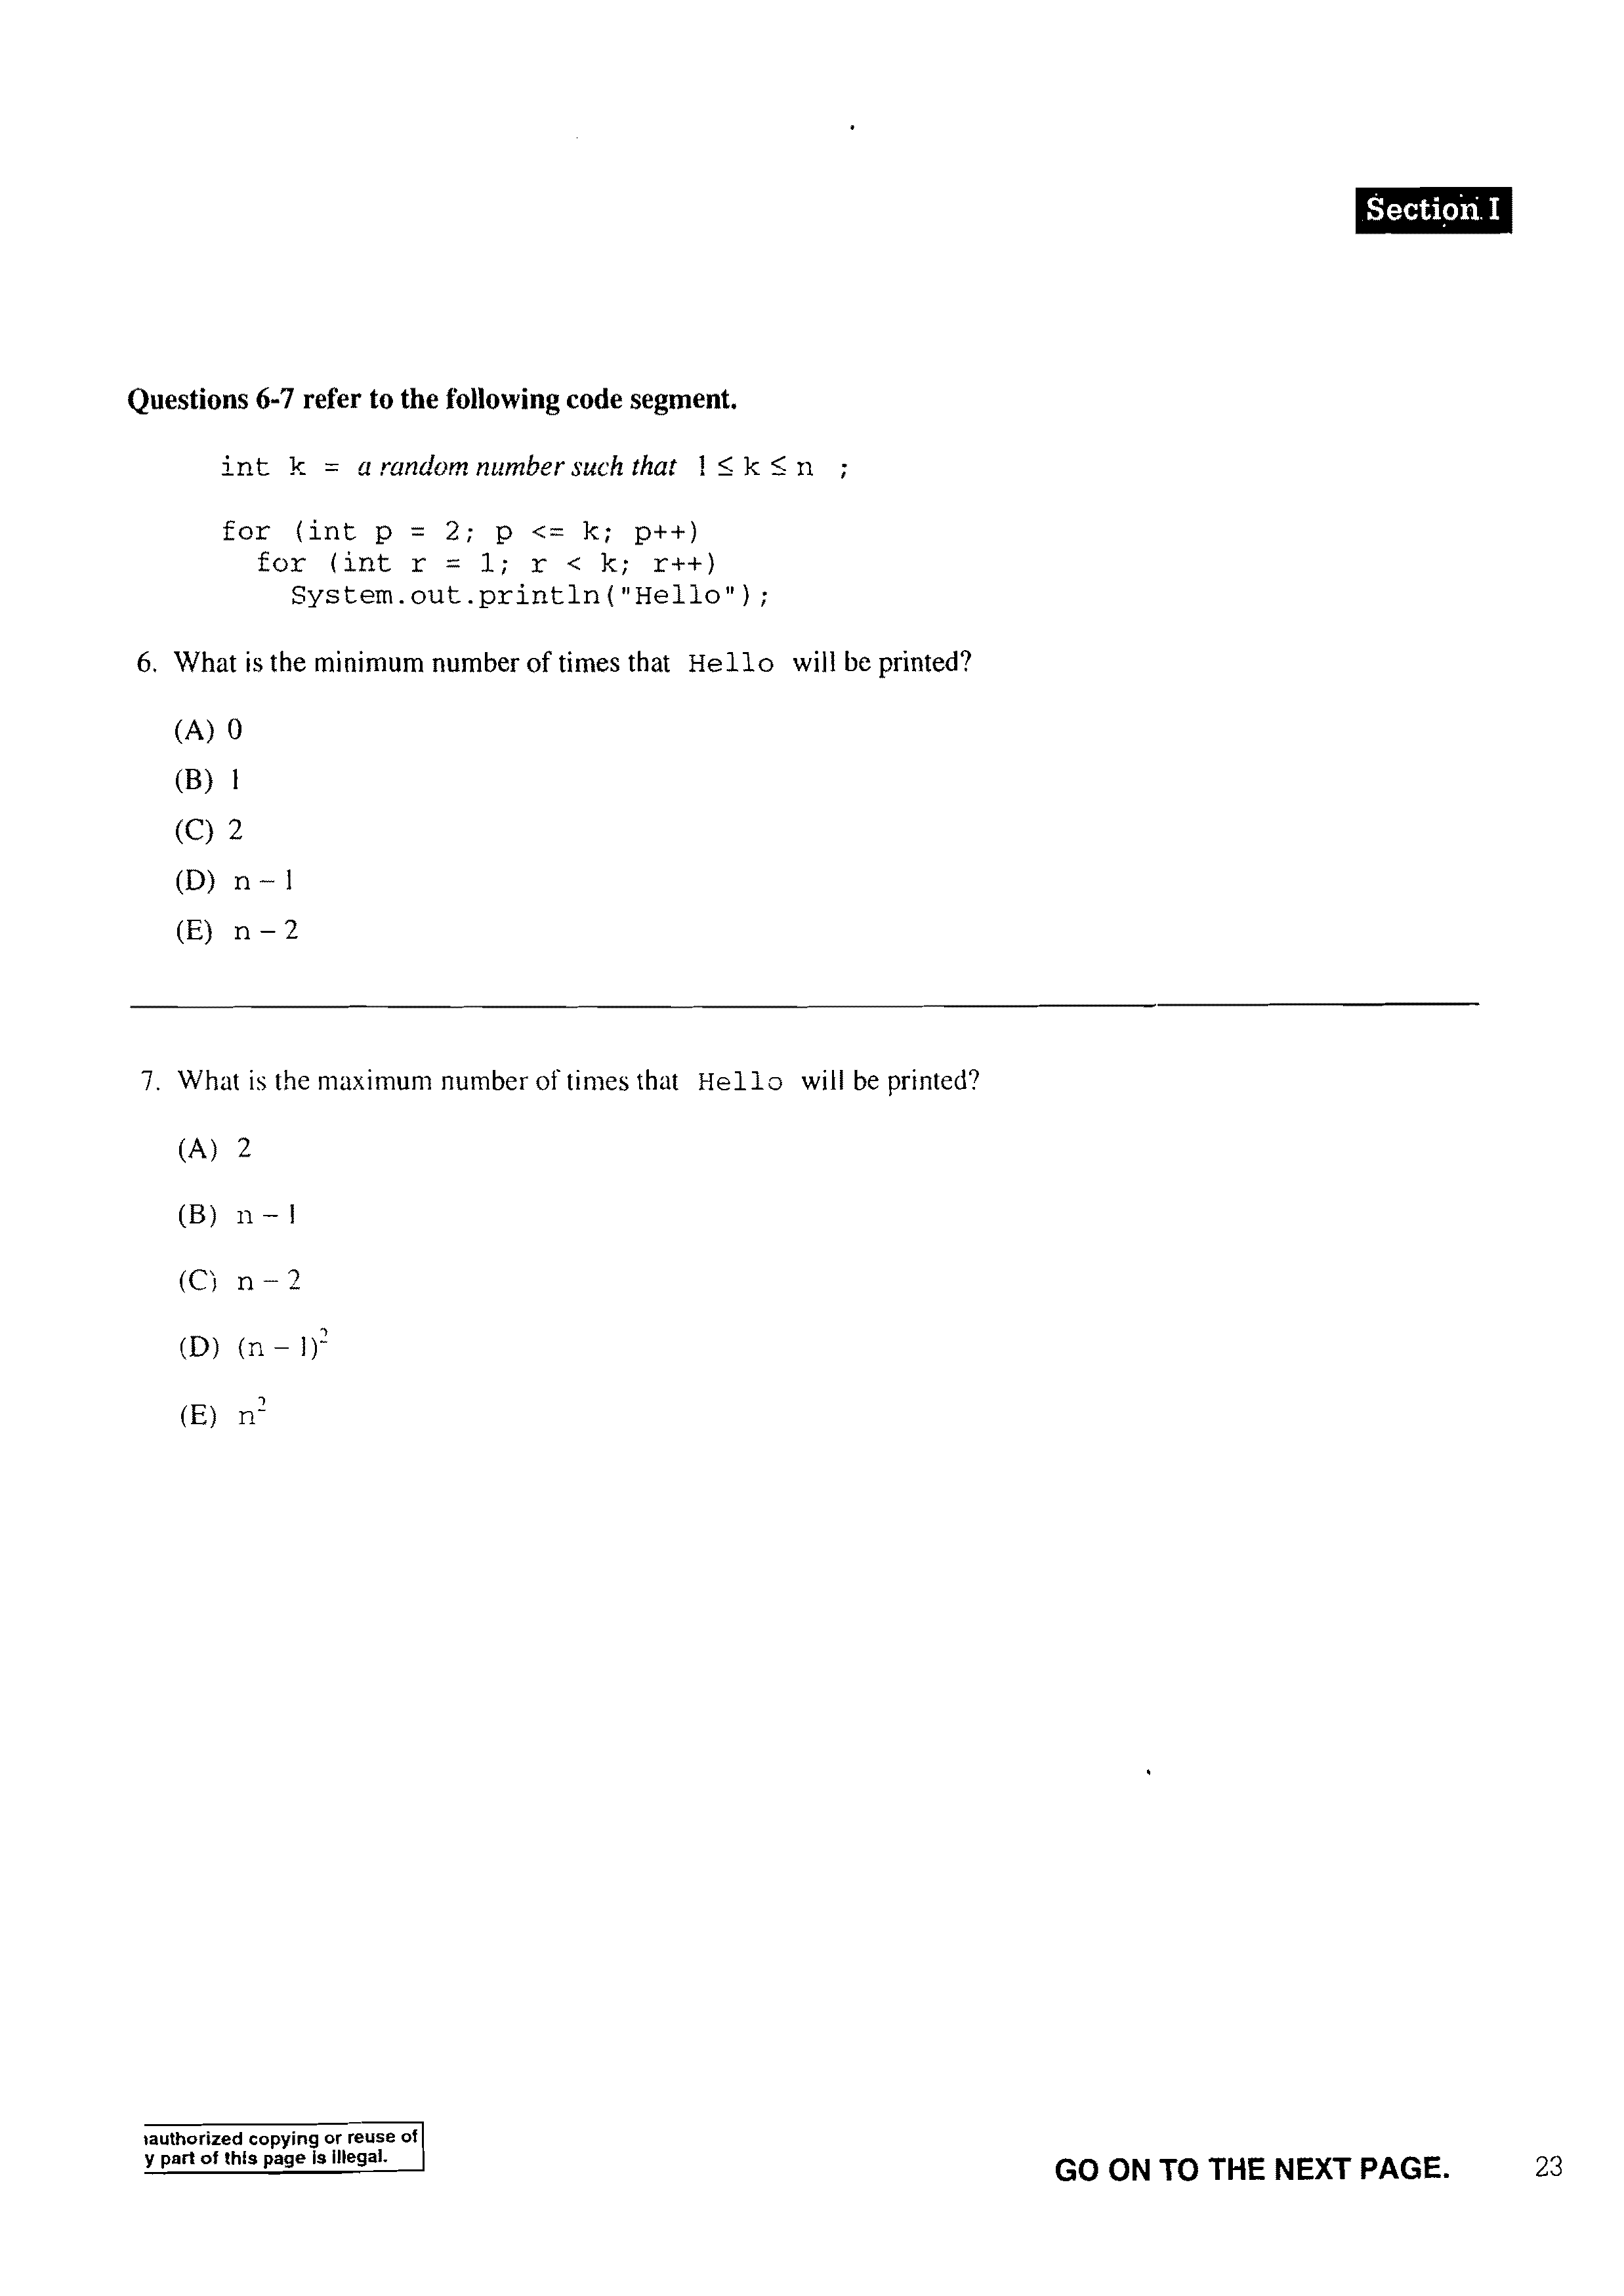 Section I
Questions 6-7 refer to the following code segment.
int k = a random number such that 1 ≤ k ≤ n ;
for (int p = 2; p <= k; p++)
for (int r = 1; r < k; r++)
System.out.println("Hello");
6. What is the minimum number of times that Hello will be printed?
(A) 0
(B) 1
(C) 2
(D) n – 1
(E) n – 2
7. What is the maximum number of times that Hello will be printed?
(A) 2
(B) n – 1
(C) n – 2
(D) (n – 1)²
(E) n²
authorized copying or reuse of
y part of this page is illegal.
GO ON TO THE NEXT PAGE. 23